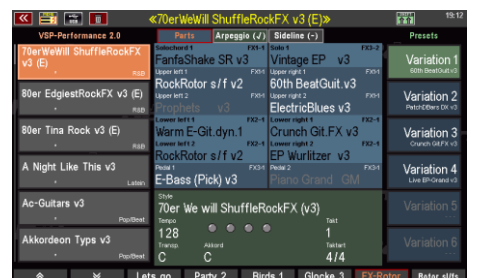 «70erWeWill ShuffleRockFX v3 (E)»
19:12
VSP-Performance 2.0
Parts
Arpeggio (√)
Sideline (-)
Presets
70erWeWill ShuffleRockFX v3 (E)
R&B
80er EdgiestRockFX v3 (E)
R&B
80er Tina Rock v3 (E)
R&B
A Night Like This v3
Latein
Ac-Guitars v3
Pop/Beat
Akkordeon Typs v3
Pop/Beat
Solochord 1 FX1-1
FanfaShake SR v3
Solo 1 FX3-2
Vintage EP v3
Upper left 1 FX1-1
RockRotor s/f v2
Upper right 1 FX1-1
60th BeatGuit.v3
Upper left 2 FX1-1
Prophets v3
Upper right 2 FX1-1
ElectricBlues v3
Lower left 1 FX2-1
Warm E-Git.dyn.1
Lower right 1 FX2-1
Crunch Git.FX v3
Lower left 2 FX2-1
RockRotor s/f v2
Lower right 2 FX2-1
EP Wurlitzer v3
Pedal 1 FX3-1
E-Bass (Pick) v3
Pedal 2 FX3-1
Piano Grand GM
Style
70er We will ShuffleRockFX (v3)
Tempo
128
Takt
1
Transp.
C
Akkord
C
Taktart
4/4
Variation 1
60th BeatGuit.v3
Variation 2
Patch2IBers DX v3
Variation 3
Crunch Git.FX v3
Variation 4
Live EP-Grand v3
Variation 5
Variation 6
Lets go
Party 2
Birds 1
Glocke 3
FX-Rotor
Rotor sl/fs